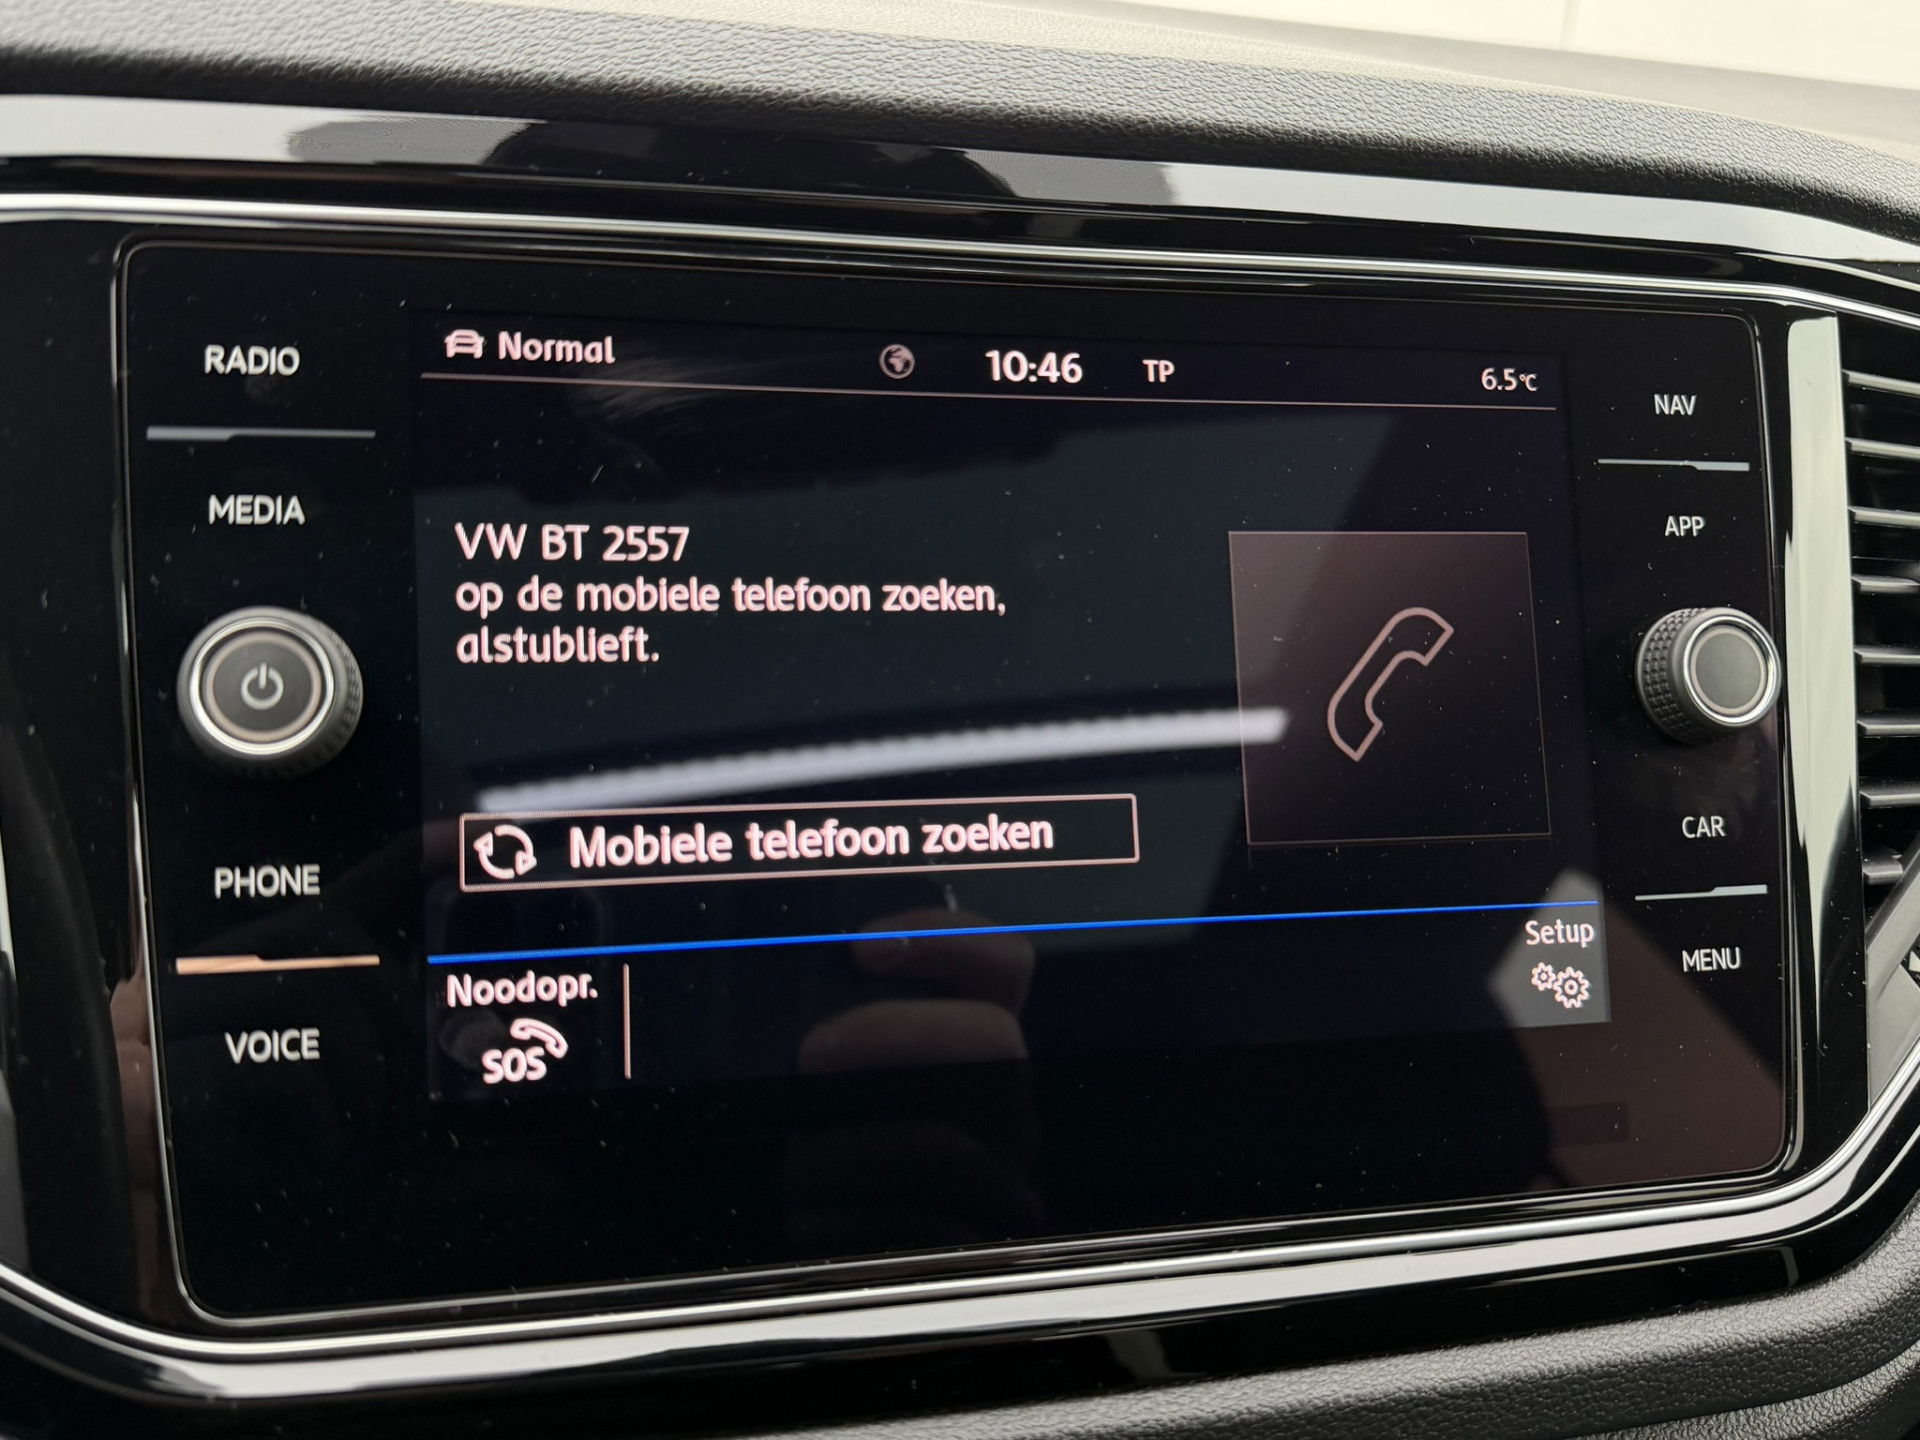 RADIO
MEDIA
PHONE
VOICE
Normal
10:46
TP
6.5°C
VW BT 2557
op de mobiele telefoon zoeken,
alstublieft.
Mobiele telefoon zoeken
Noodopr.
SOS
Setup
NAV
APP
CAR
MENU